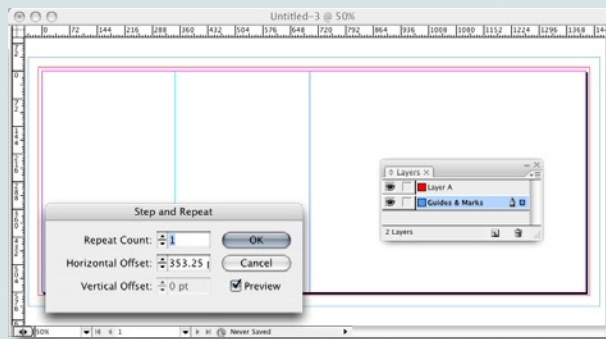 Untitled-3 @ 50%
0 72 144 216 288 360 432 504 576 648 720 792 864 936 1008 1080 1152 1224 1296 1368
Layers
Layer A
Guides & Marks
2 Layers
Step and Repeat
Repeat Count: 1
OK
Horizontal Offset: 353.25
Cancel
Vertical Offset: 0 pt
Preview
50%
1
Never Saved